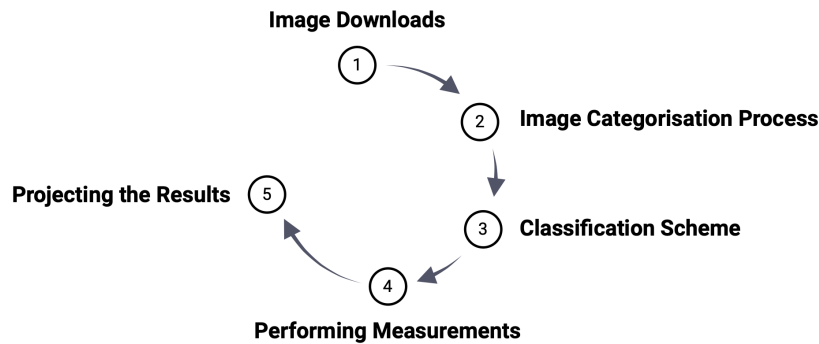 Image Downloads
1
2
Image Categorisation Process
3
Classification Scheme
4
Performing Measurements
5
Projecting the Results